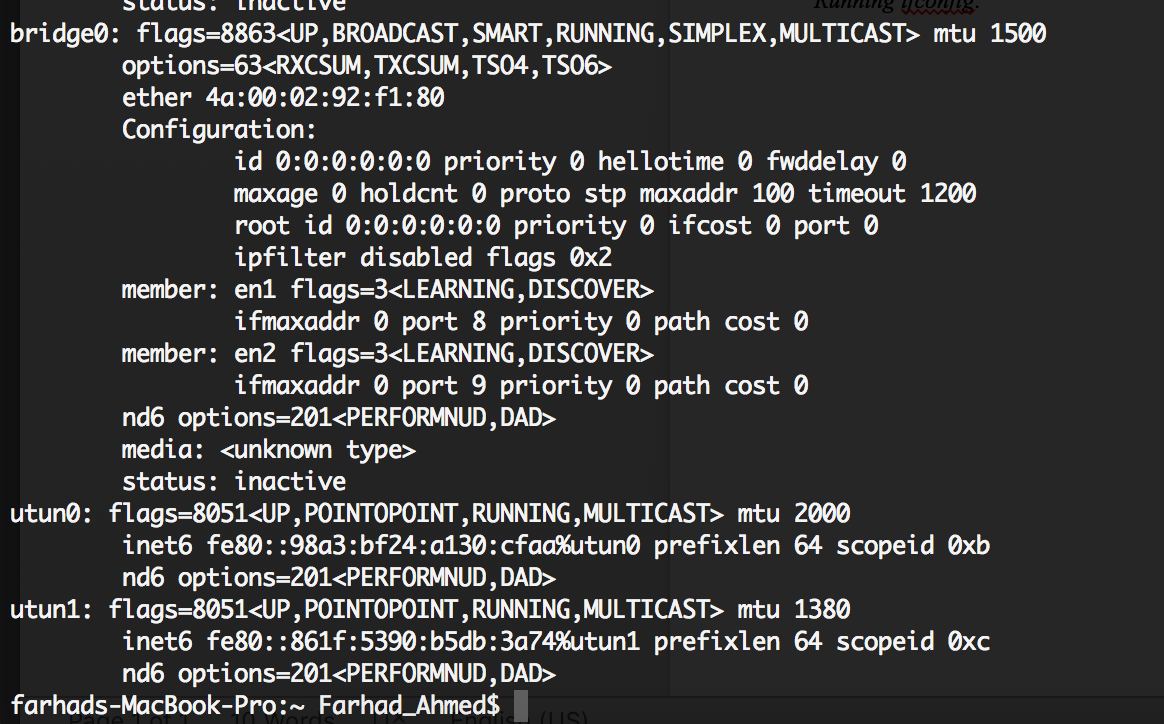 status: inactive
Running ifconfig.
bridge0: flags=8863<UP,BROADCAST,SMART,RUNNING,SIMPLEX,MULTICAST> mtu 1500
options=63<RXCSUM,TXCSUM,TSO4,TSO6>
ether 4a:00:02:92:f1:80
Configuration:
id 0:0:0:0:0:0 priority 0 hellotime 0 fwddelay 0
maxage 0 holdcnt 0 proto stp maxaddr 100 timeout 1200
root id 0:0:0:0:0:0 priority 0 ifcost 0 port 0
ipfilter disabled flags 0x2
member: en1 flags=3<LEARNING,DISCOVER>
ifmaxaddr 0 port 8 priority 0 path cost 0
member: en2 flags=3<LEARNING,DISCOVER>
ifmaxaddr 0 port 9 priority 0 path cost 0
nd6 options=201<PERFORMNUD,DAD>
media: <unknown type>
status: inactive
utun0: flags=8051<UP,POINTOPOINT,RUNNING,MULTICAST> mtu 2000
inet6 fe80::98a3:bf24:a130:cfaa%utun0 prefixlen 64 scopeid 0xb
nd6 options=201<PERFORMNUD,DAD>
utun1: flags=8051<UP,POINTOPOINT,RUNNING,MULTICAST> mtu 1380
inet6 fe80::861f:5390:b5db:3a74%utun1 prefixlen 64 scopeid 0xc
nd6 options=201<PERFORMNUD,DAD>
farhads-MacBook-Pro:~ Farhad_Ahmed$
Page 1 of 1 10 Words English (US)